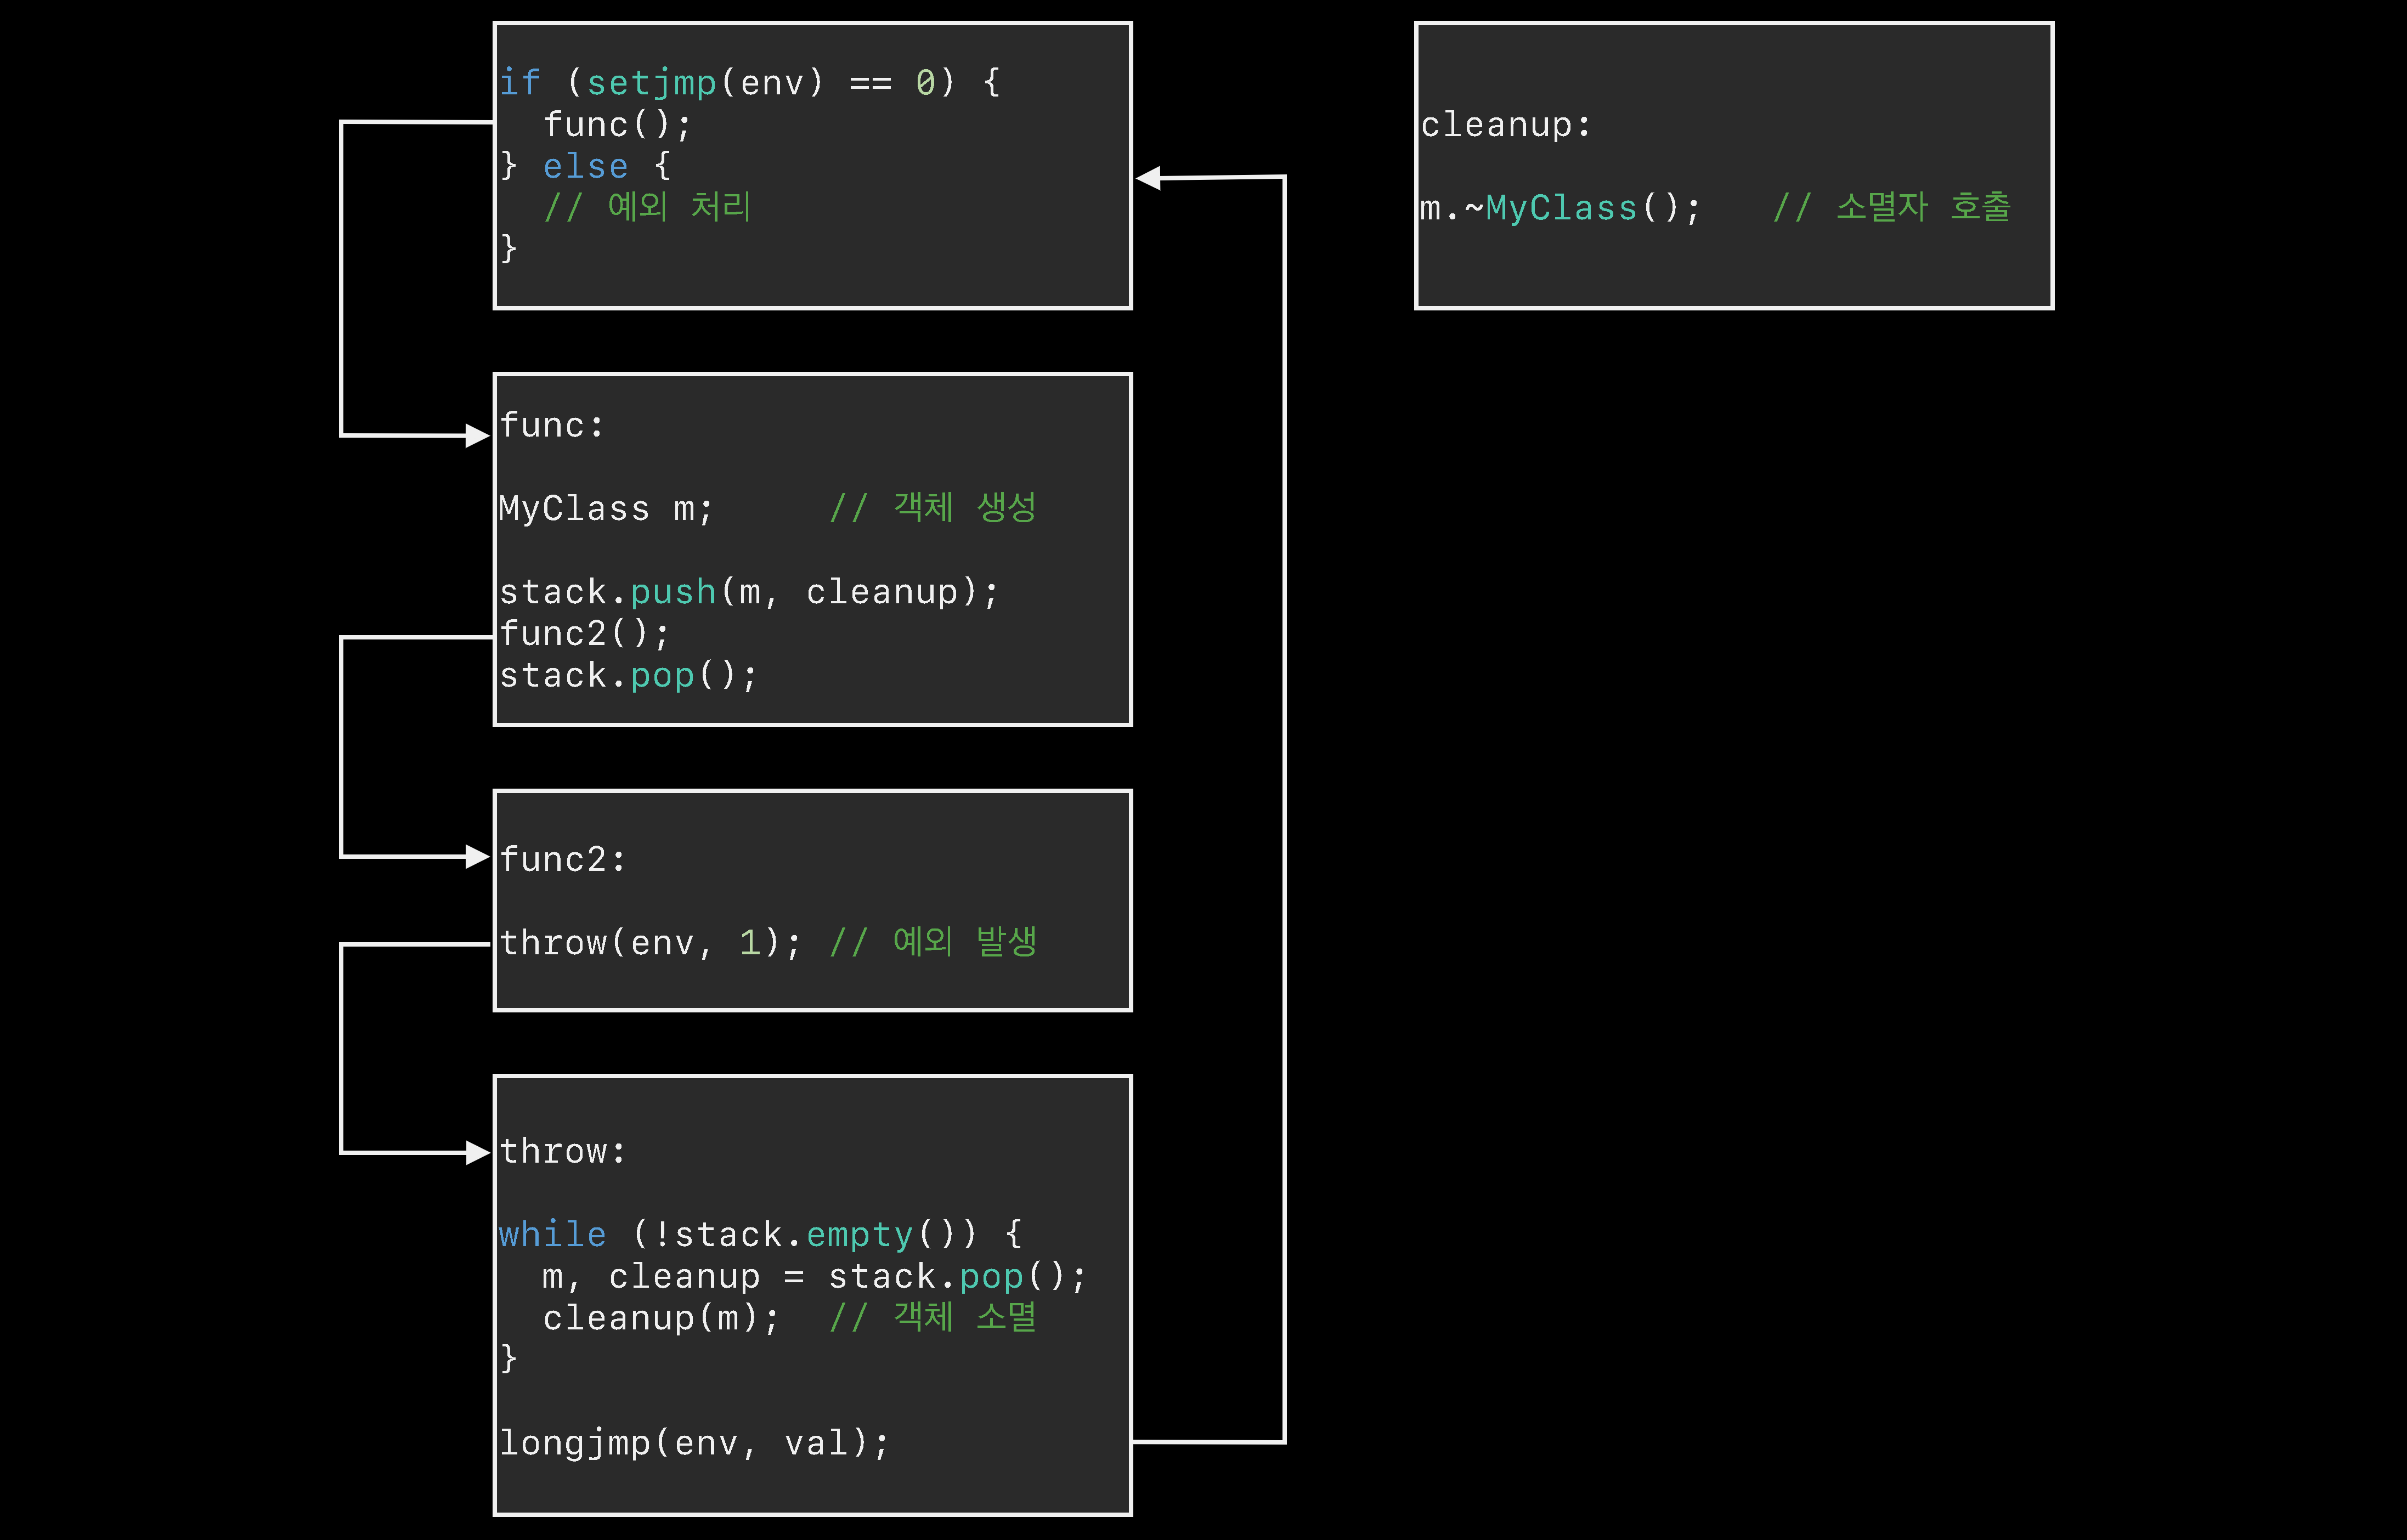 if (setjmp(env) == 0) {
  func();
} else {
  // 예외 처리
}
func:
MyClass m;     // 객체 생성
stack.push(m, cleanup);
func2();
stack.pop();
func2:
throw(env, 1); // 예외 발생
throw:
while (!stack.empty()) {
  m, cleanup = stack.pop();
  cleanup(m);  // 객체 소멸
}
longjmp(env, val);
cleanup:
m.~MyClass();   // 소멸자 호출